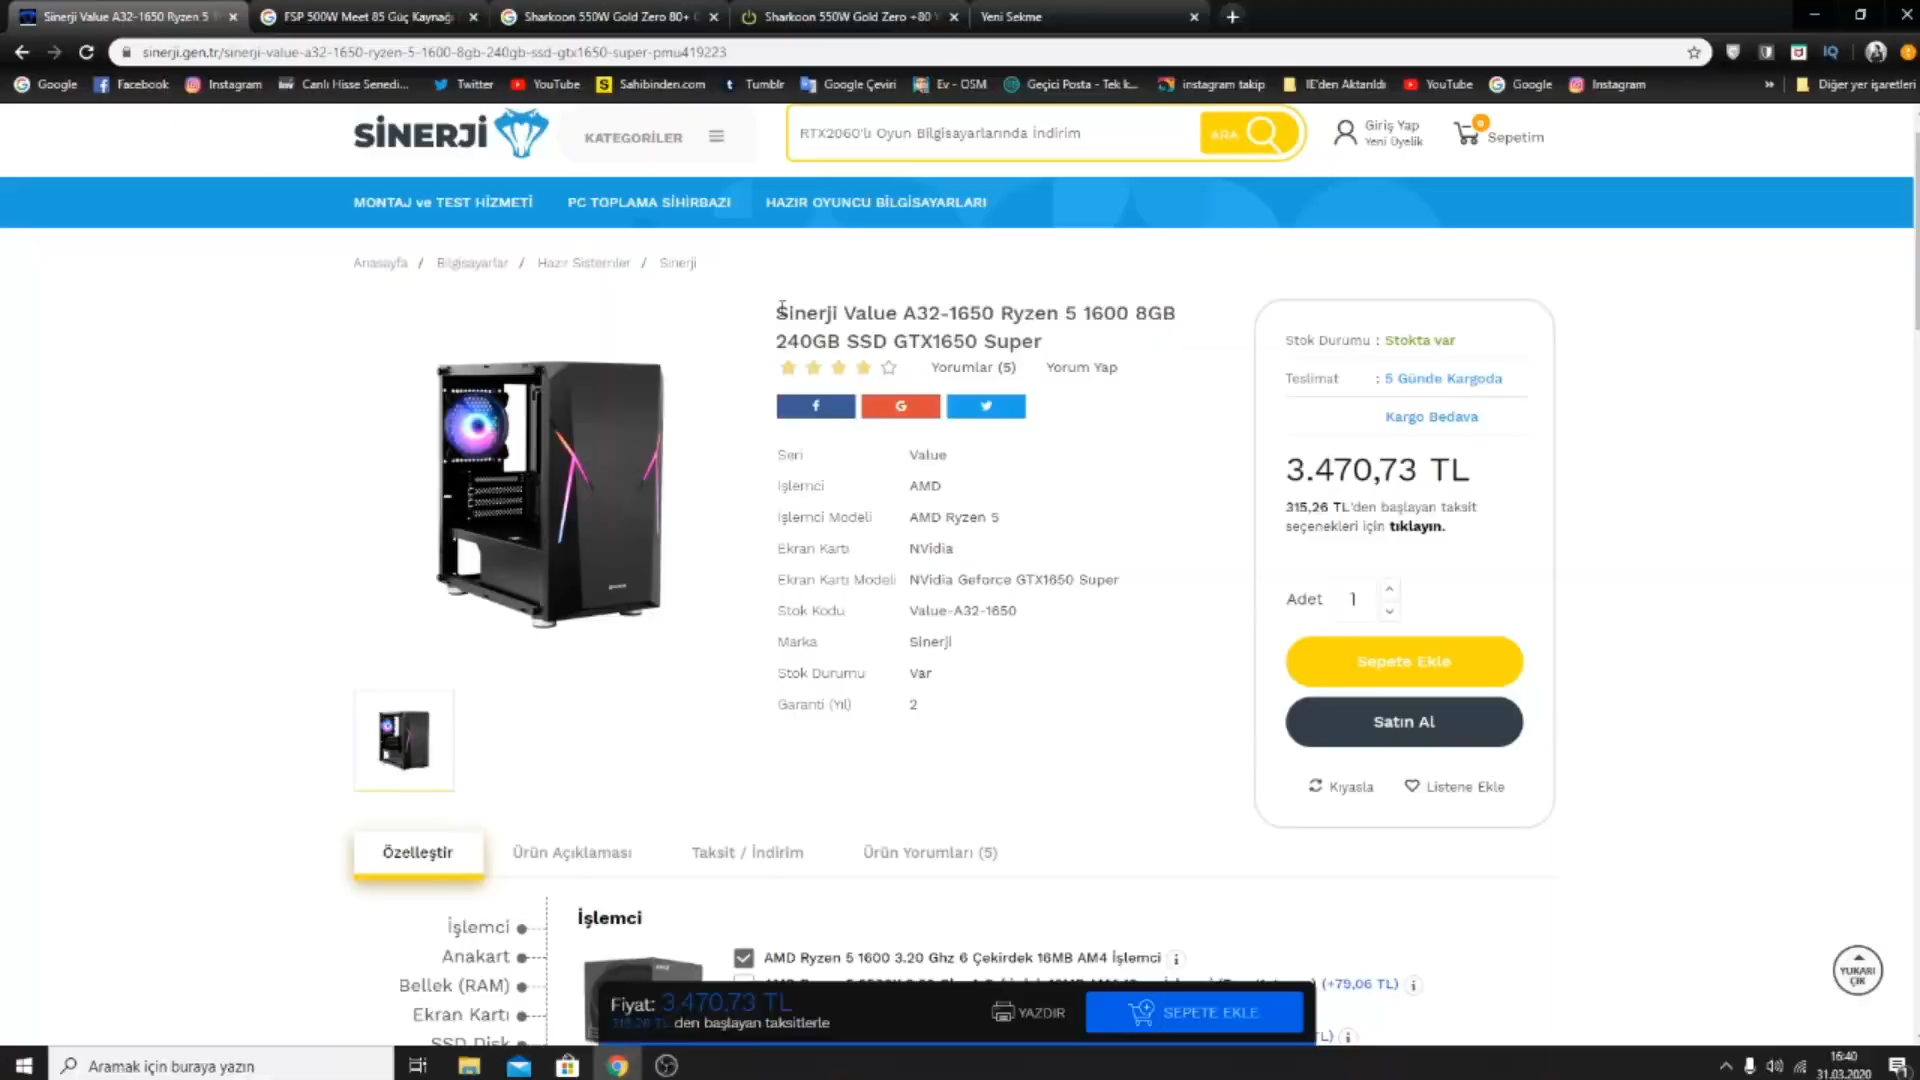 Sinerji Value A32-1650 Ryzen 5 1
FSP 500W Meet 85 Güç Kaynağı
Sharkoon 550W Gold Zero 80+
Sharkoon 550W Gold Zero +80
Yeni Sekme
sinerji.gen.tr/sinerji-value-a32-1650-ryzen-5-1600-8gb-240gb-ssd-gtx1650-super-pmu419223
Google Facebook Instagram Canlı Hisse Senedi... Twitter YouTube Sahibinden.com Tumblr Google Çeviri Ev - OSM Geçici Posta - Tek k... instagram takip IE'den Aktarıldı YouTube Google Instagram » Diğer yer işaretleri
SİNERJİ
KATEGORİLER
RTX2060'lı Oyun Bilgisayarlarında İndirim
ARA
Giriş Yap
Yeni Üyelik
0
Sepetim
MONTAJ ve TEST HİZMETİ PC TOPLAMA SİHİRBAZI HAZIR OYUNCU BİLGİSAYARLARI
Anasayfa / Bilgisayarlar / Hazır Sistemler / Sinerji
Sinerji Value A32-1650 Ryzen 5 1600 8GB
240GB SSD GTX1650 Super
Yorumlar (5) Yorum Yap
Seri Value
İşlemci AMD
İşlemci Modeli AMD Ryzen 5
Ekran Kartı NVidia
Ekran Kartı Modeli NVidia Geforce GTX1650 Super
Stok Kodu Value-A32-1650
Marka Sinerji
Stok Durumu Var
Garanti (Yıl) 2
Stok Durumu : Stokta var
Teslimat : 5 Günde Kargoda
Kargo Bedava
3.470,73 TL
315,26 TL'den başlayan taksit
seçenekleri için tıklayın.
Adet 1
Sepete Ekle
Satın Al
Kıyasla Listene Ekle
Özelleştir Ürün Açıklaması Taksit / İndirim Ürün Yorumları (5)
İşlemci
Anakart
Bellek (RAM)
Ekran Kartı
SSD Disk
İşlemci
AMD Ryzen 5 1600 3.20 Ghz 6 Çekirdek 16MB AM4 İşlemci
(+79,06 TL)
Fiyat: 3.470,73 TL
315,26 TL den başlayan taksitlerle
YAZDIR
SEPETE EKLE
YUKARI
ÇIK
Aramak için buraya yazın
16:40
31.03.2020